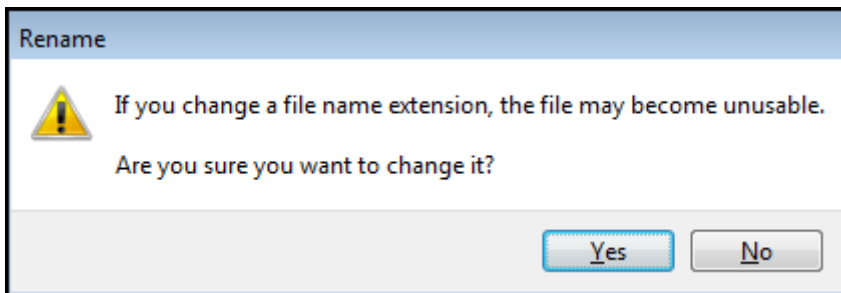 Rename
If you change a file name extension, the file may become unusable.
Are you sure you want to change it?
Yes
No